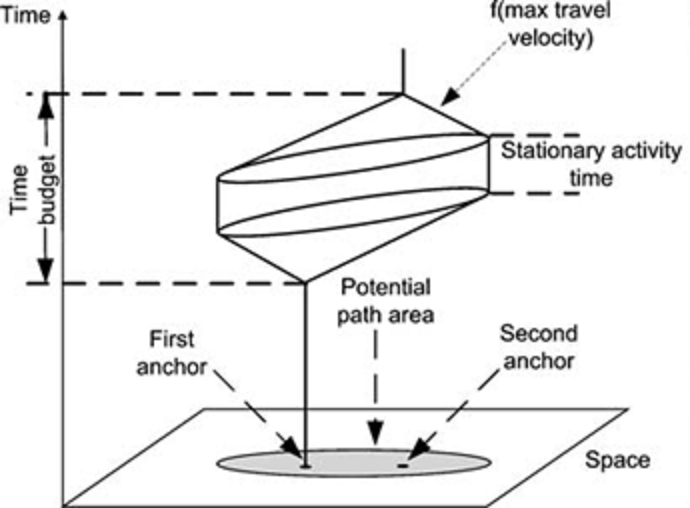 Time
f(max travel
velocity)
Stationary activity
time
Time
budget
Potential
path area
First
anchor
Second
anchor
Space